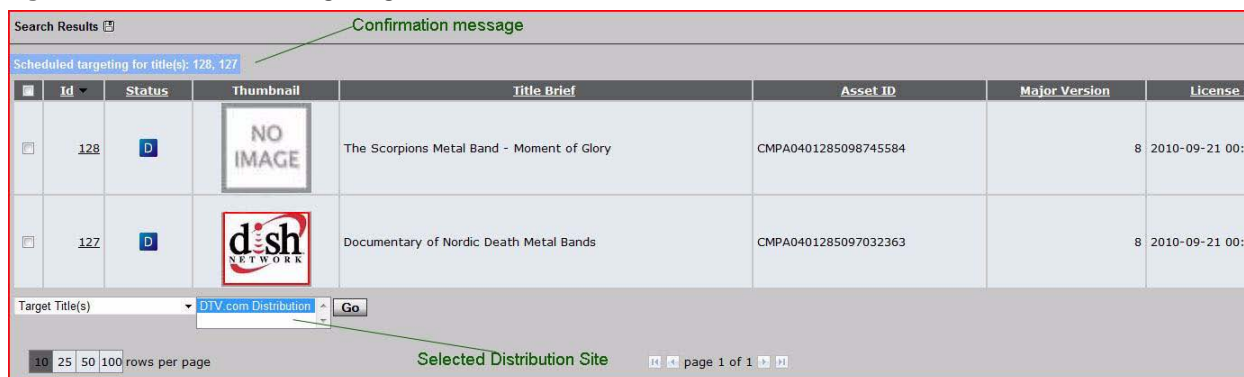 Search Results
Confirmation message
Scheduled targeting for title(s): 128, 127
Id Status Thumbnail Title Brief Asset ID Major Version License
128 D NO IMAGE The Scorpions Metal Band - Moment of Glory CMPA0401285098745584 8 2010-09-21 00:
127 D dish NETWORK Documentary of Nordic Death Metal Bands CMPA0401285097032363 8 2010-09-21 00:
Target Title(s) DTV.com Distribution Go
10 25 50 100 rows per page Selected Distribution Site page 1 of 1